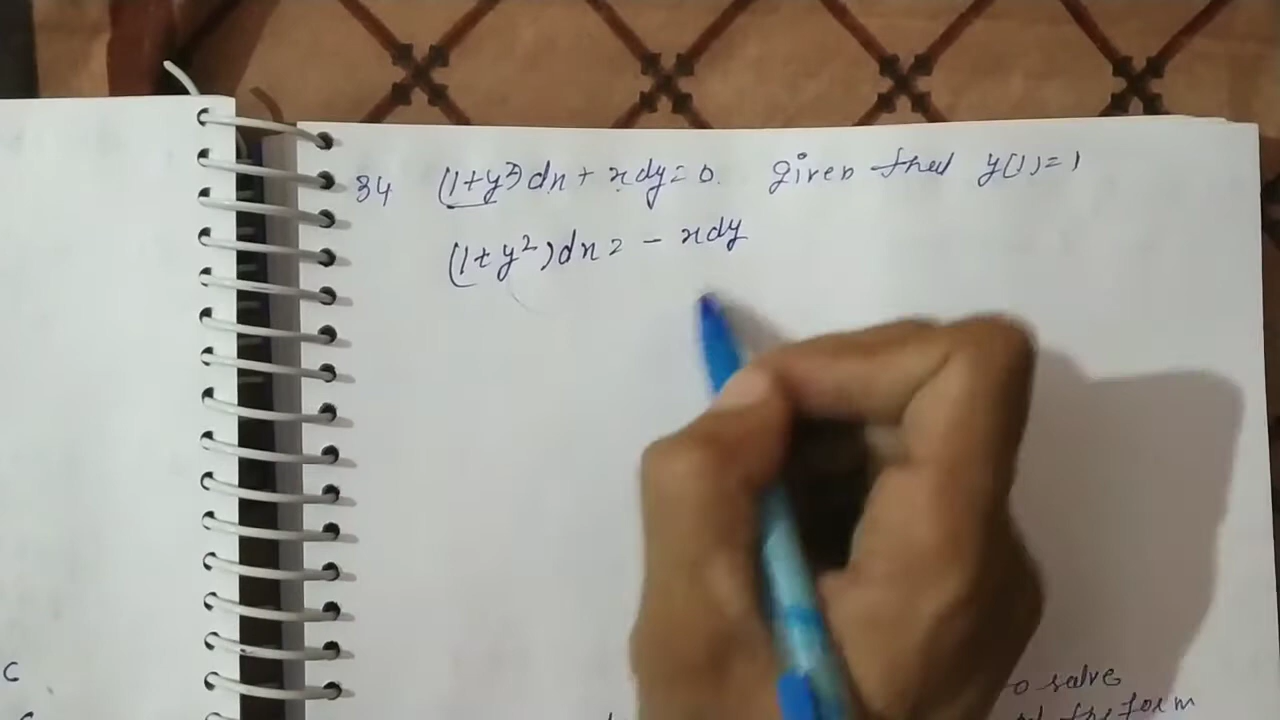 34 (1+y²)dx + xdy = 0. Given that y(1)=1
(1+y²)dx = - xdy
c
o solve
the form